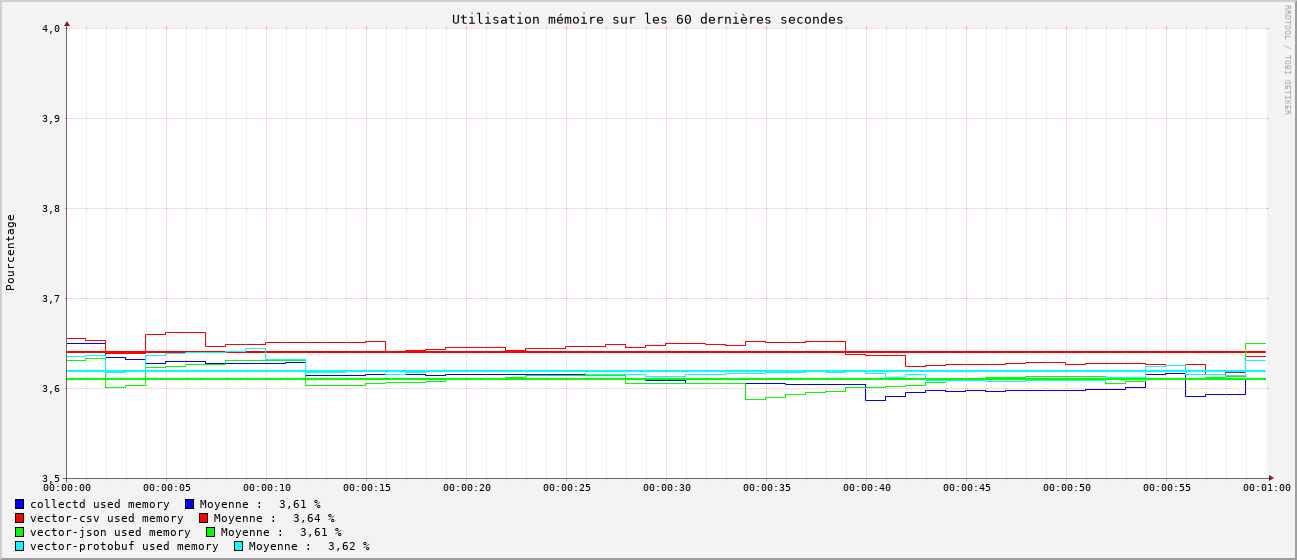 Utilisation mémoire sur les 60 dernières secondes
RRDTOOL / TOBI OETIKER
Pourcentage
4,0
3,9
3,8
3,7
3,6
3,5
00:00:00 00:00:05 00:00:10 00:00:15 00:00:20 00:00:25 00:00:30 00:00:35 00:00:40 00:00:45 00:00:50 00:00:55 00:01:00
collectd used memory Moyenne : 3,61 %
vector-csv used memory Moyenne : 3,64 %
vector-json used memory Moyenne : 3,61 %
vector-protobuf used memory Moyenne : 3,62 %